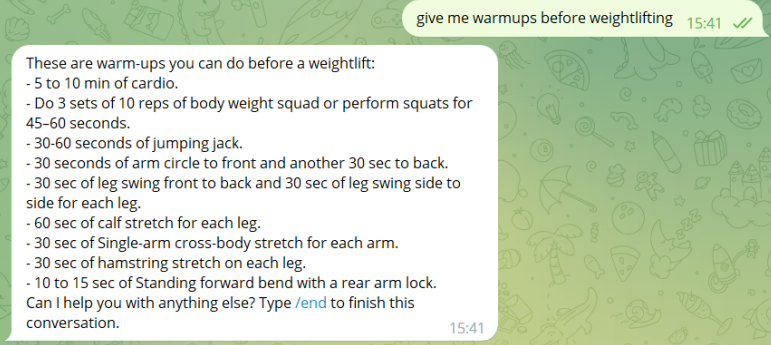 give me warmups before weightlifting 15:41
These are warm-ups you can do before a weightlift:
- 5 to 10 min of cardio.
- Do 3 sets of 10 reps of body weight squad or perform squats for
45–60 seconds.
- 30-60 seconds of jumping jack.
- 30 seconds of arm circle to front and another 30 sec to back.
- 30 sec of leg swing front to back and 30 sec of leg swing side to
side for each leg.
- 60 sec of calf stretch for each leg.
- 30 sec of Single-arm cross-body stretch for each arm.
- 30 sec of hamstring stretch on each leg.
- 10 to 15 sec of Standing forward bend with a rear arm lock.
Can I help you with anything else? Type /end to finish this
conversation. 15:41